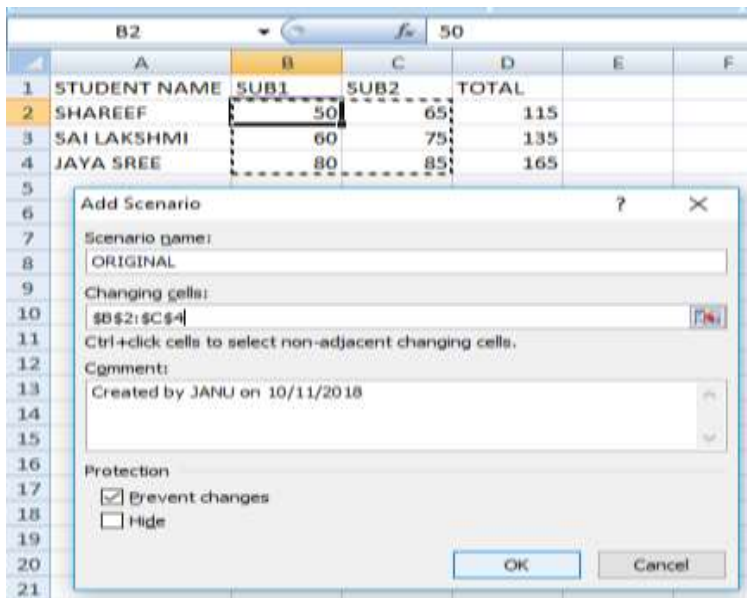 B2 fx 50
A B C D E F
1 STUDENT NAME SUB1 SUB2 TOTAL
2 SHAREEF 50 65 115
3 SAI LAKSHMI 60 75 135
4 JAYA SREE 80 85 165
5
6 Add Scenario ? ×
7 Scenario name:
8 ORIGINAL
9 Changing cells:
10 $B$2:$C$4
11 Ctrl+click cells to select non-adjacent changing cells.
12 Comment:
13 Created by JANU on 10/11/2018
14
15
16 Protection
17 Prevent changes
18 Hide
19
20 OK Cancel
21